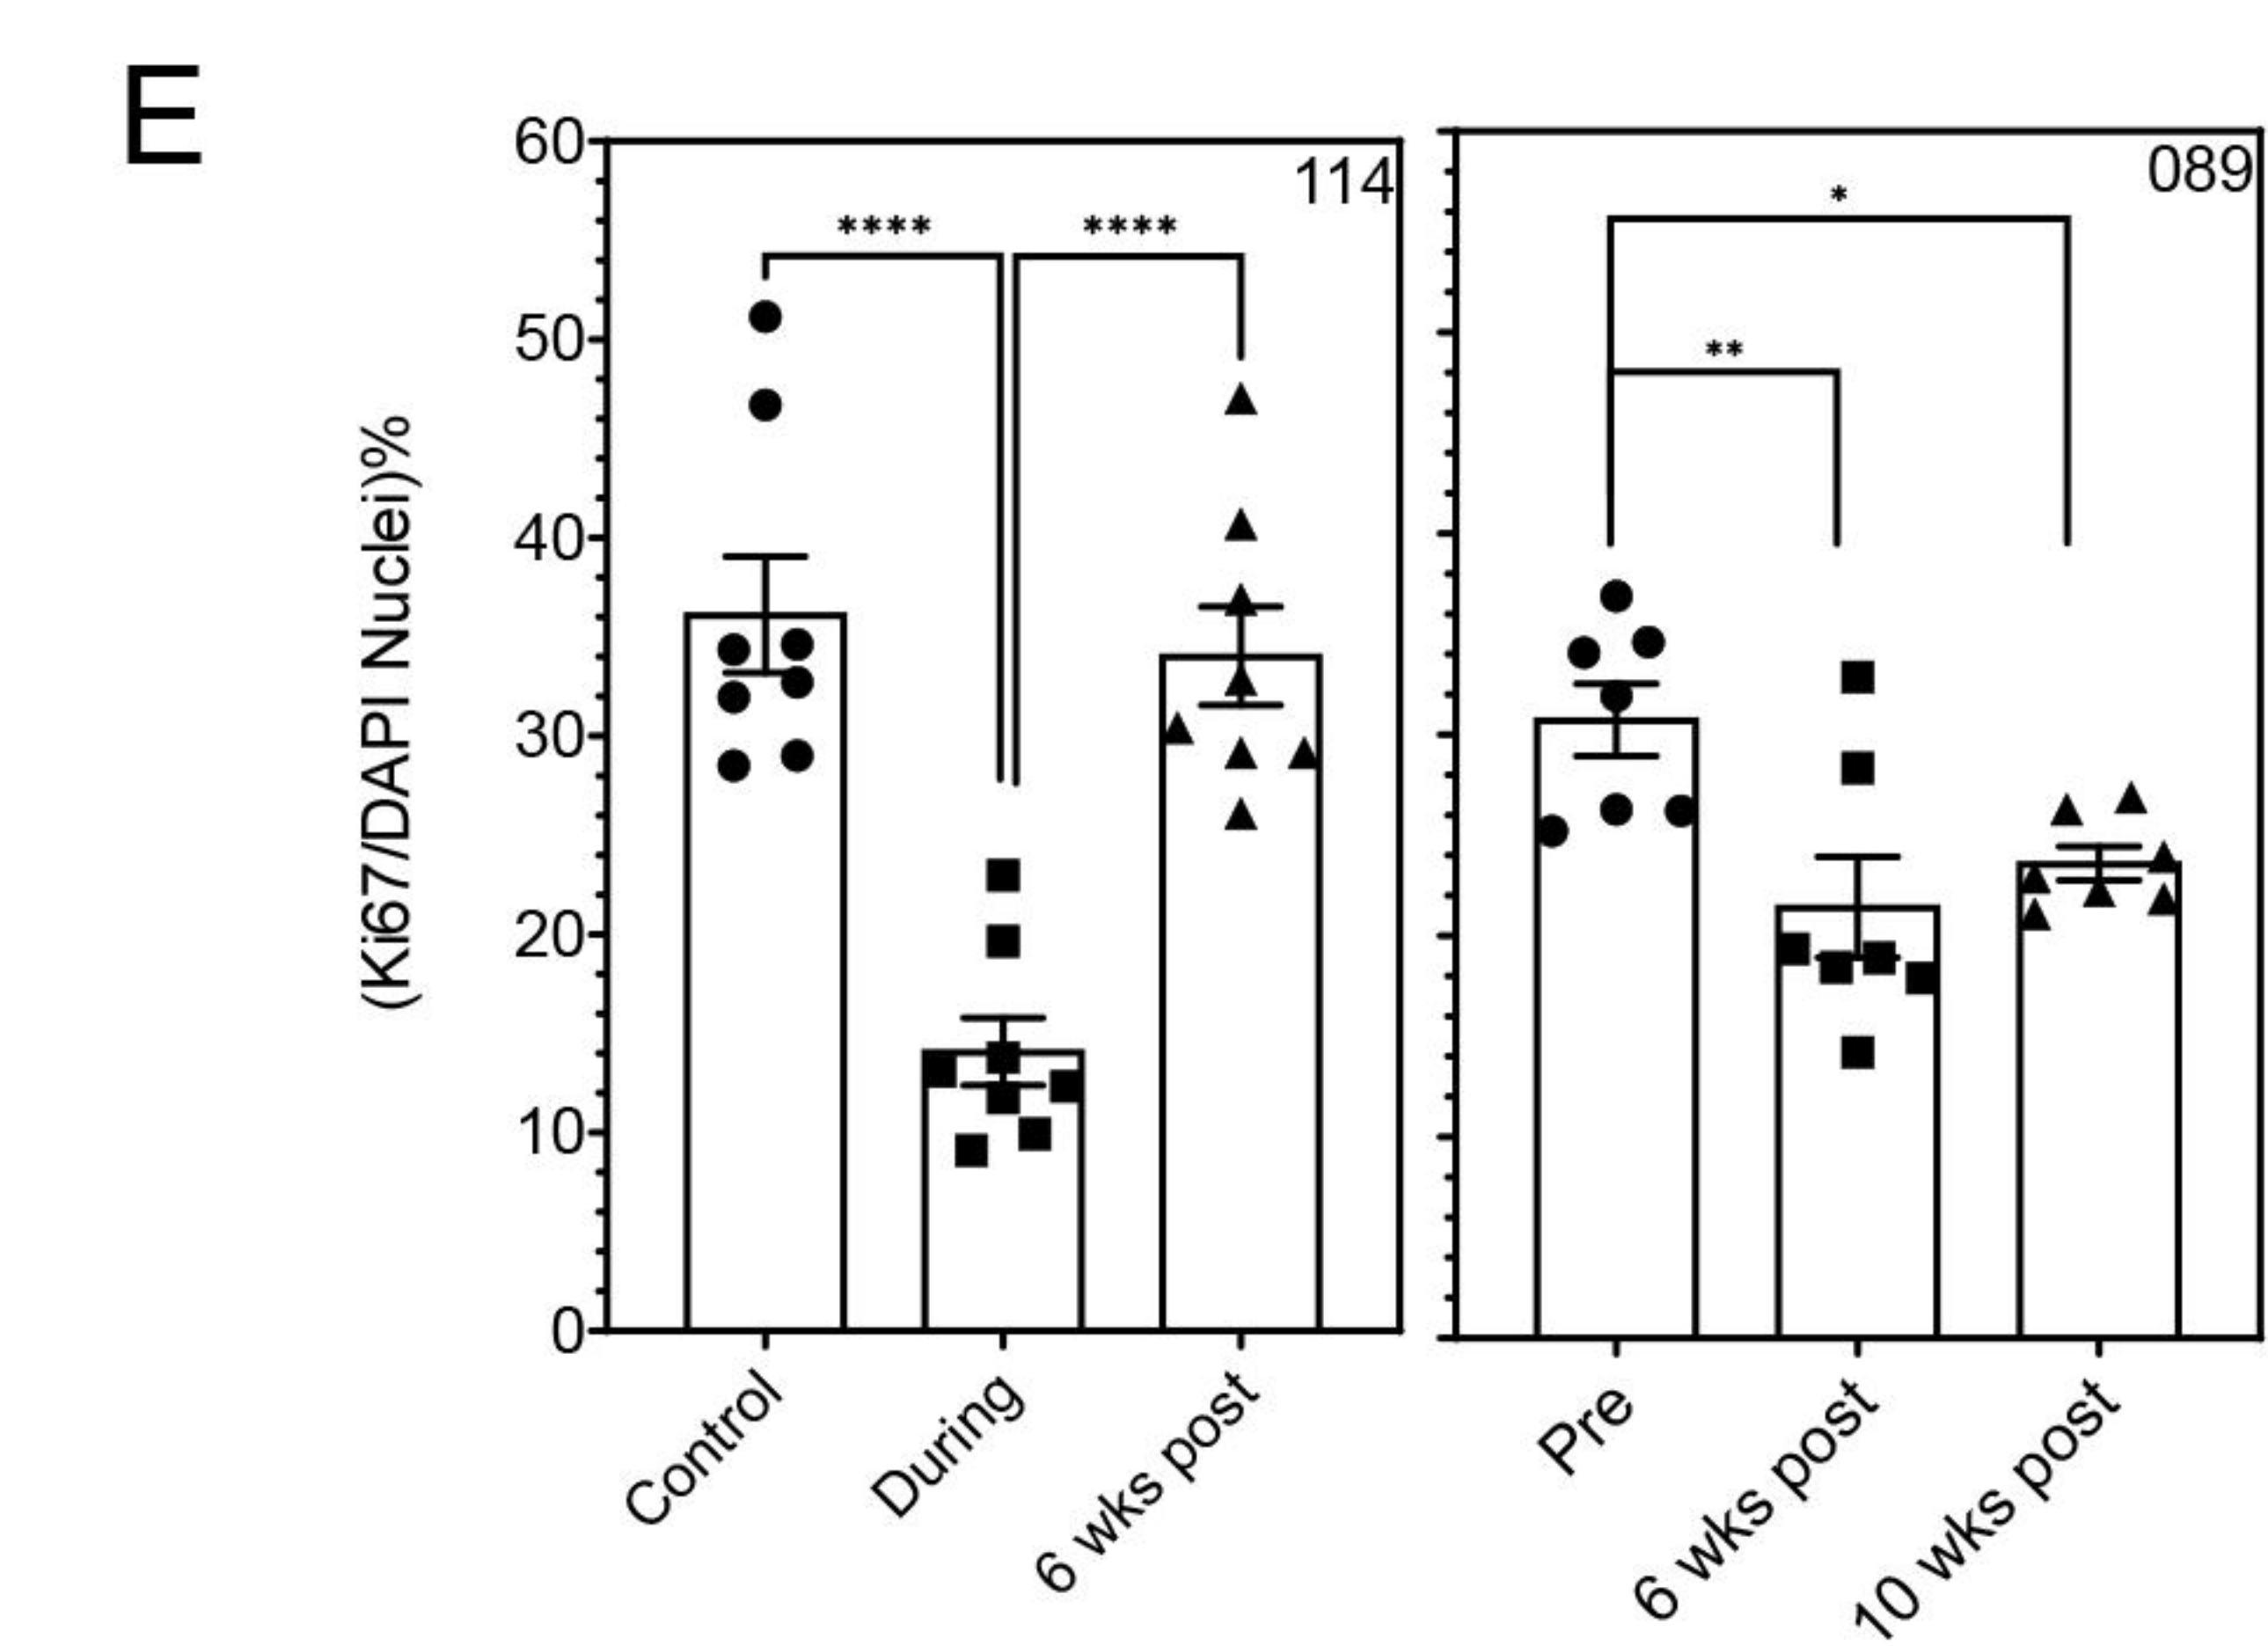 E
(Ki67/DAPI Nuclei)%
60
50
40
30
20
10
0
114
****
****
Control
During
6 wks post
089
*
**
Pre
6 wks post
10 wks post